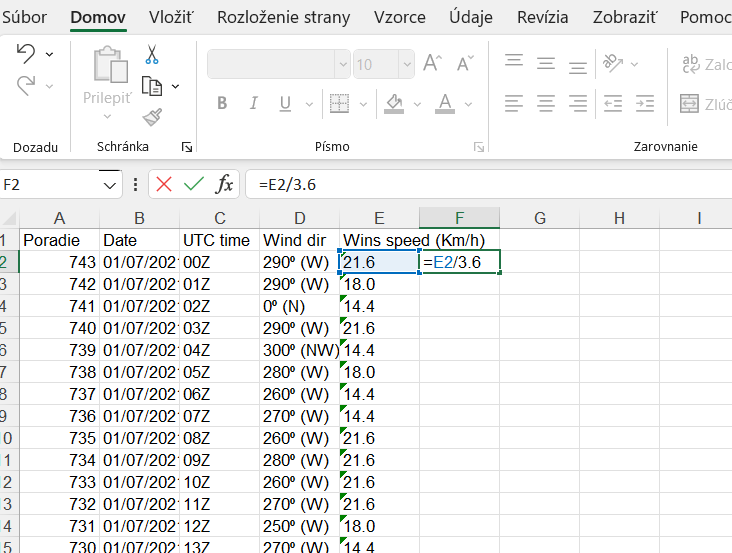 Súbor Domov Vložiť Rozloženie strany Vzorce Údaje Revízia Zobraziť Pomoc
10
Prilepiť
B I U A
Dozadu Schránka Písmo Zarovnanie
F2 fx =E2/3.6
A B C D E F G H I
1 Poradie Date UTC time Wind dir Wins speed (Km/h)
2 743 01/07/202 00Z 290º (W) 21.6 =E2/3.6
3 742 01/07/202 01Z 290º (W) 18.0
4 741 01/07/202 02Z 0º (N) 14.4
5 740 01/07/202 03Z 290º (W) 21.6
6 739 01/07/202 04Z 300º (NW) 14.4
7 738 01/07/202 05Z 280º (W) 18.0
8 737 01/07/202 06Z 260º (W) 14.4
9 736 01/07/202 07Z 270º (W) 14.4
10 735 01/07/202 08Z 260º (W) 21.6
11 734 01/07/202 09Z 280º (W) 21.6
12 733 01/07/202 10Z 260º (W) 21.6
13 732 01/07/202 11Z 270º (W) 21.6
14 731 01/07/202 12Z 250º (W) 18.0
15 730 01/07/202 13Z 270º (W) 14.4